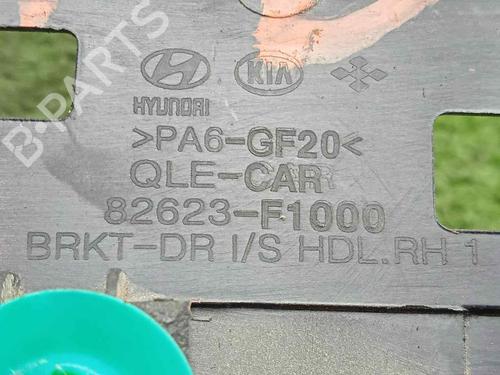 B-PARTS
HYUNDAI
KIA
>PA6-GF20<
QLE-CAR
82623-F1000
BRKT-DR I/S HDL.RH 1